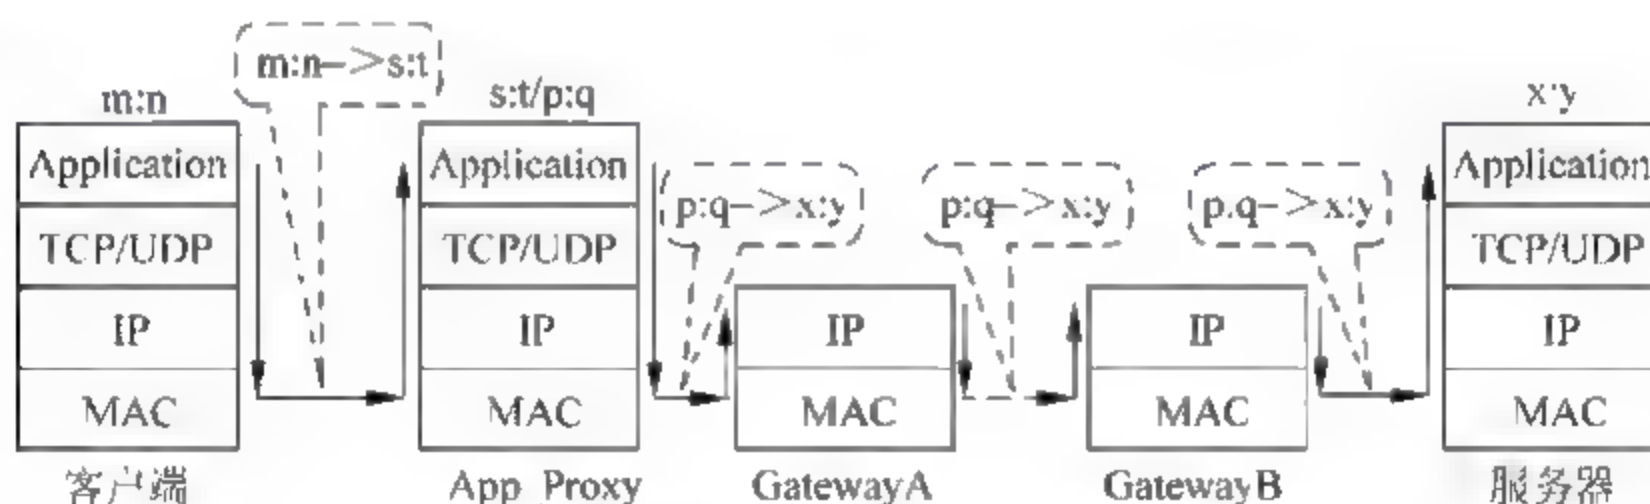 m:n->s:t
m:n
s:t/p:q
x:y
Application
Application
p:q->x:y
p:q->x:y
p.q->x:y
Application
TCP/UDP
TCP/UDP
TCP/UDP
IP
IP
IP
IP
IP
MAC
MAC
MAC
MAC
MAC
客户端
App Proxy
GatewayA
GatewayB
服务器